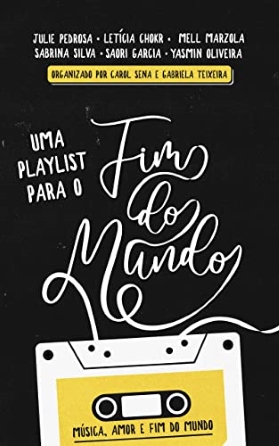 JULIE PEDROSA • LETÍCIA CHOKR • MELL MARZOLA
SABRINA SILVA • SAORI GARCIA • YASMIN OLIVEIRA
ORGANIZADO POR CAROL SENA E GABRIELA TEIXEIRA
UMA
PLAYLIST
PARA O
Fim
do
Mundo
MÚSICA, AMOR E FIM DO MUNDO